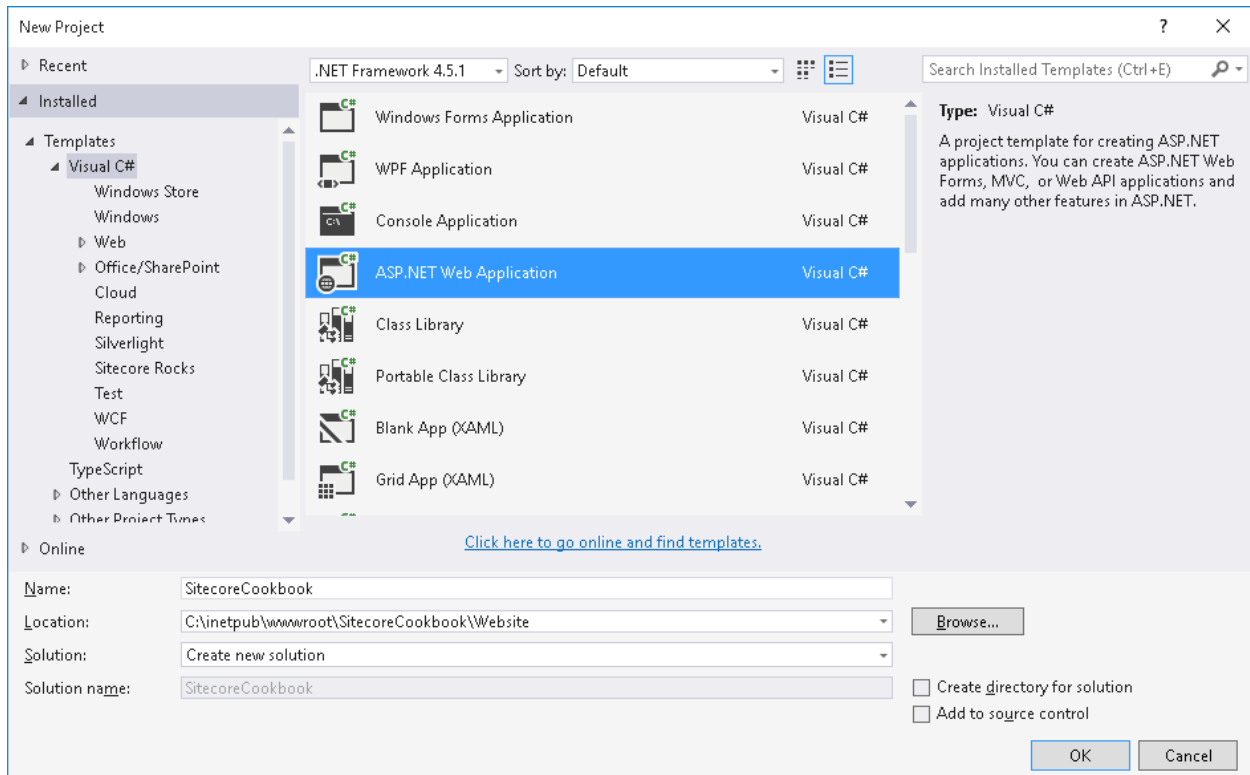 New Project
?
Recent
Installed
Templates
Visual C#
Windows Store
Windows
Web
Office/SharePoint
Cloud
Reporting
Silverlight
Sitecore Rocks
Test
WCF
Workflow
TypeScript
Other Languages
Other Project Types
Online
.NET Framework 4.5.1 Sort by: Default
C# Windows Forms Application Visual C#
C# WPF Application Visual C#
C# C:\ Console Application Visual C#
C# ASP.NET Web Application Visual C#
C# Class Library Visual C#
C# Portable Class Library Visual C#
C# Blank App (XAML) Visual C#
C# Grid App (XAML) Visual C#
Click here to go online and find templates.
Search Installed Templates (Ctrl+E)
Type: Visual C#
A project template for creating ASP.NET
applications. You can create ASP.NET Web
Forms, MVC, or Web API applications and
add many other features in ASP.NET.
Name: SitecoreCookbook
Location: C:\inetpub\wwwroot\SitecoreCookbook\Website Browse...
Solution: Create new solution
Solution name: SitecoreCookbook
Create directory for solution
Add to source control
OK Cancel